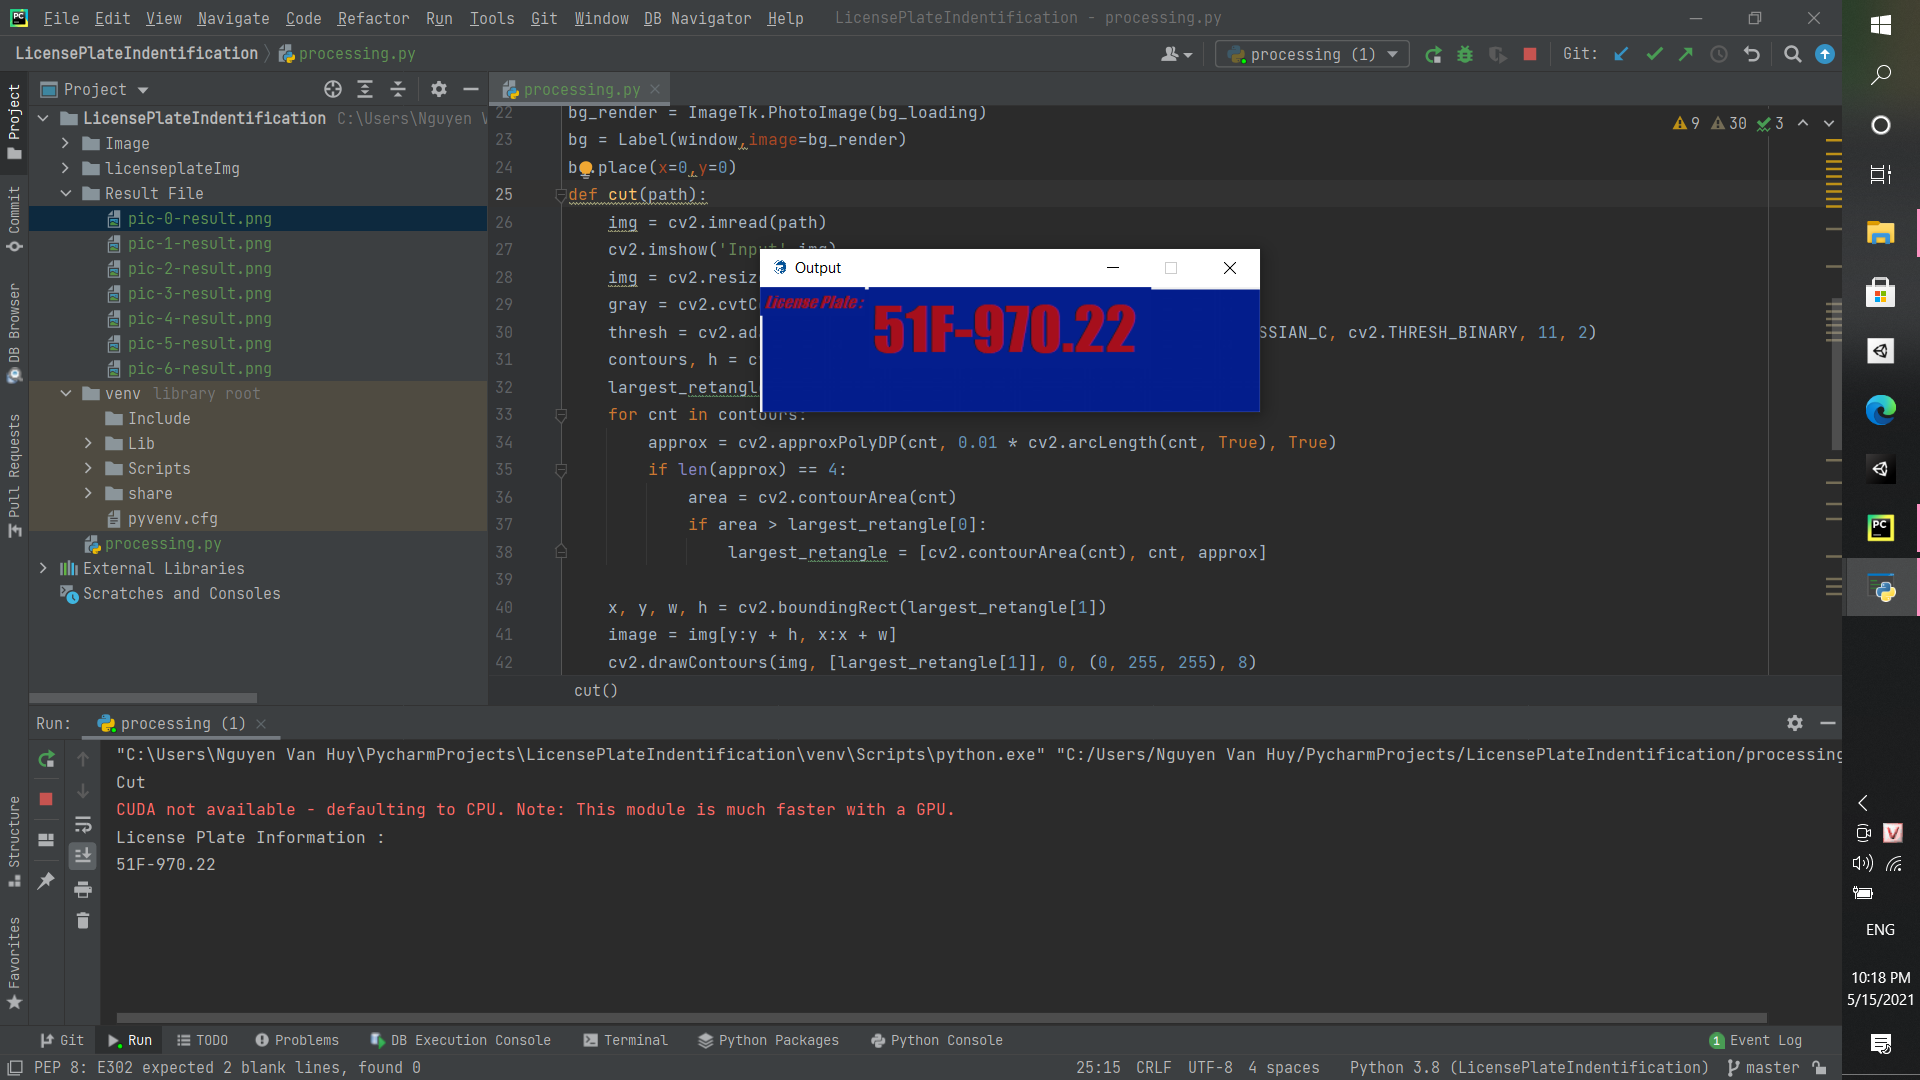 File Edit View Navigate Code Refactor Run Tools Git Window DB Navigator Help LicensePlateIndentification - processing.py
LicensePlateIndentification processing.py processing (1) Git:
Project
processing.py
LicensePlateIndentification C:\Users\Nguyen V
Image
licenseplateImg
Result File
pic-0-result.png
pic-1-result.png
pic-2-result.png
pic-3-result.png
pic-4-result.png
pic-5-result.png
pic-6-result.png
venv library root
Include
Lib
Scripts
share
pyvenv.cfg
processing.py
External Libraries
Scratches and Consoles
Project
Commit
DB Browser
Pull Requests
Structure
Favorites
9 30 3
22 bg_render = ImageTk.PhotoImage(bg_loading)
23 bg = Label(window,image=bg_render)
24 b .place(x=0,y=0)
25 def cut(path):
26 img = cv2.imread(path)
27 cv2.imshow('Input',img)
28 img = cv2.resiz
29 gray = cv2.cvtC
30 thresh = cv2.ad SSIAN_C, cv2.THRESH_BINARY, 11, 2)
31 contours, h = c
32 largest_retangl
33 for cnt in contours:
34 approx = cv2.approxPolyDP(cnt, 0.01 * cv2.arcLength(cnt, True), True)
35 if len(approx) == 4:
36 area = cv2.contourArea(cnt)
37 if area > largest_retangle[0]:
38 largest_retangle = [cv2.contourArea(cnt), cnt, approx]
39
40 x, y, w, h = cv2.boundingRect(largest_retangle[1])
41 image = img[y:y + h, x:x + w]
42 cv2.drawContours(img, [largest_retangle[1]], 0, (0, 255, 255), 8)
cut()
Output
License Plate :
51F-970.22
Run: processing (1)
"C:\Users\Nguyen Van Huy\PycharmProjects\LicensePlateIndentification\venv\Scripts\python.exe" "C:/Users/Nguyen Van Huy/PycharmProjects/LicensePlateIndentification/processing
Cut
CUDA not available - defaulting to CPU. Note: This module is much faster with a GPU.
License Plate Information :
51F-970.22
Git Run TODO Problems DB Execution Console Terminal Python Packages Python Console 1 Event Log
PEP 8: E302 expected 2 blank lines, found 0 25:15 CRLF UTF-8 4 spaces Python 3.8 (LicensePlateIndentification) master
ENG
10:18 PM
5/15/2021